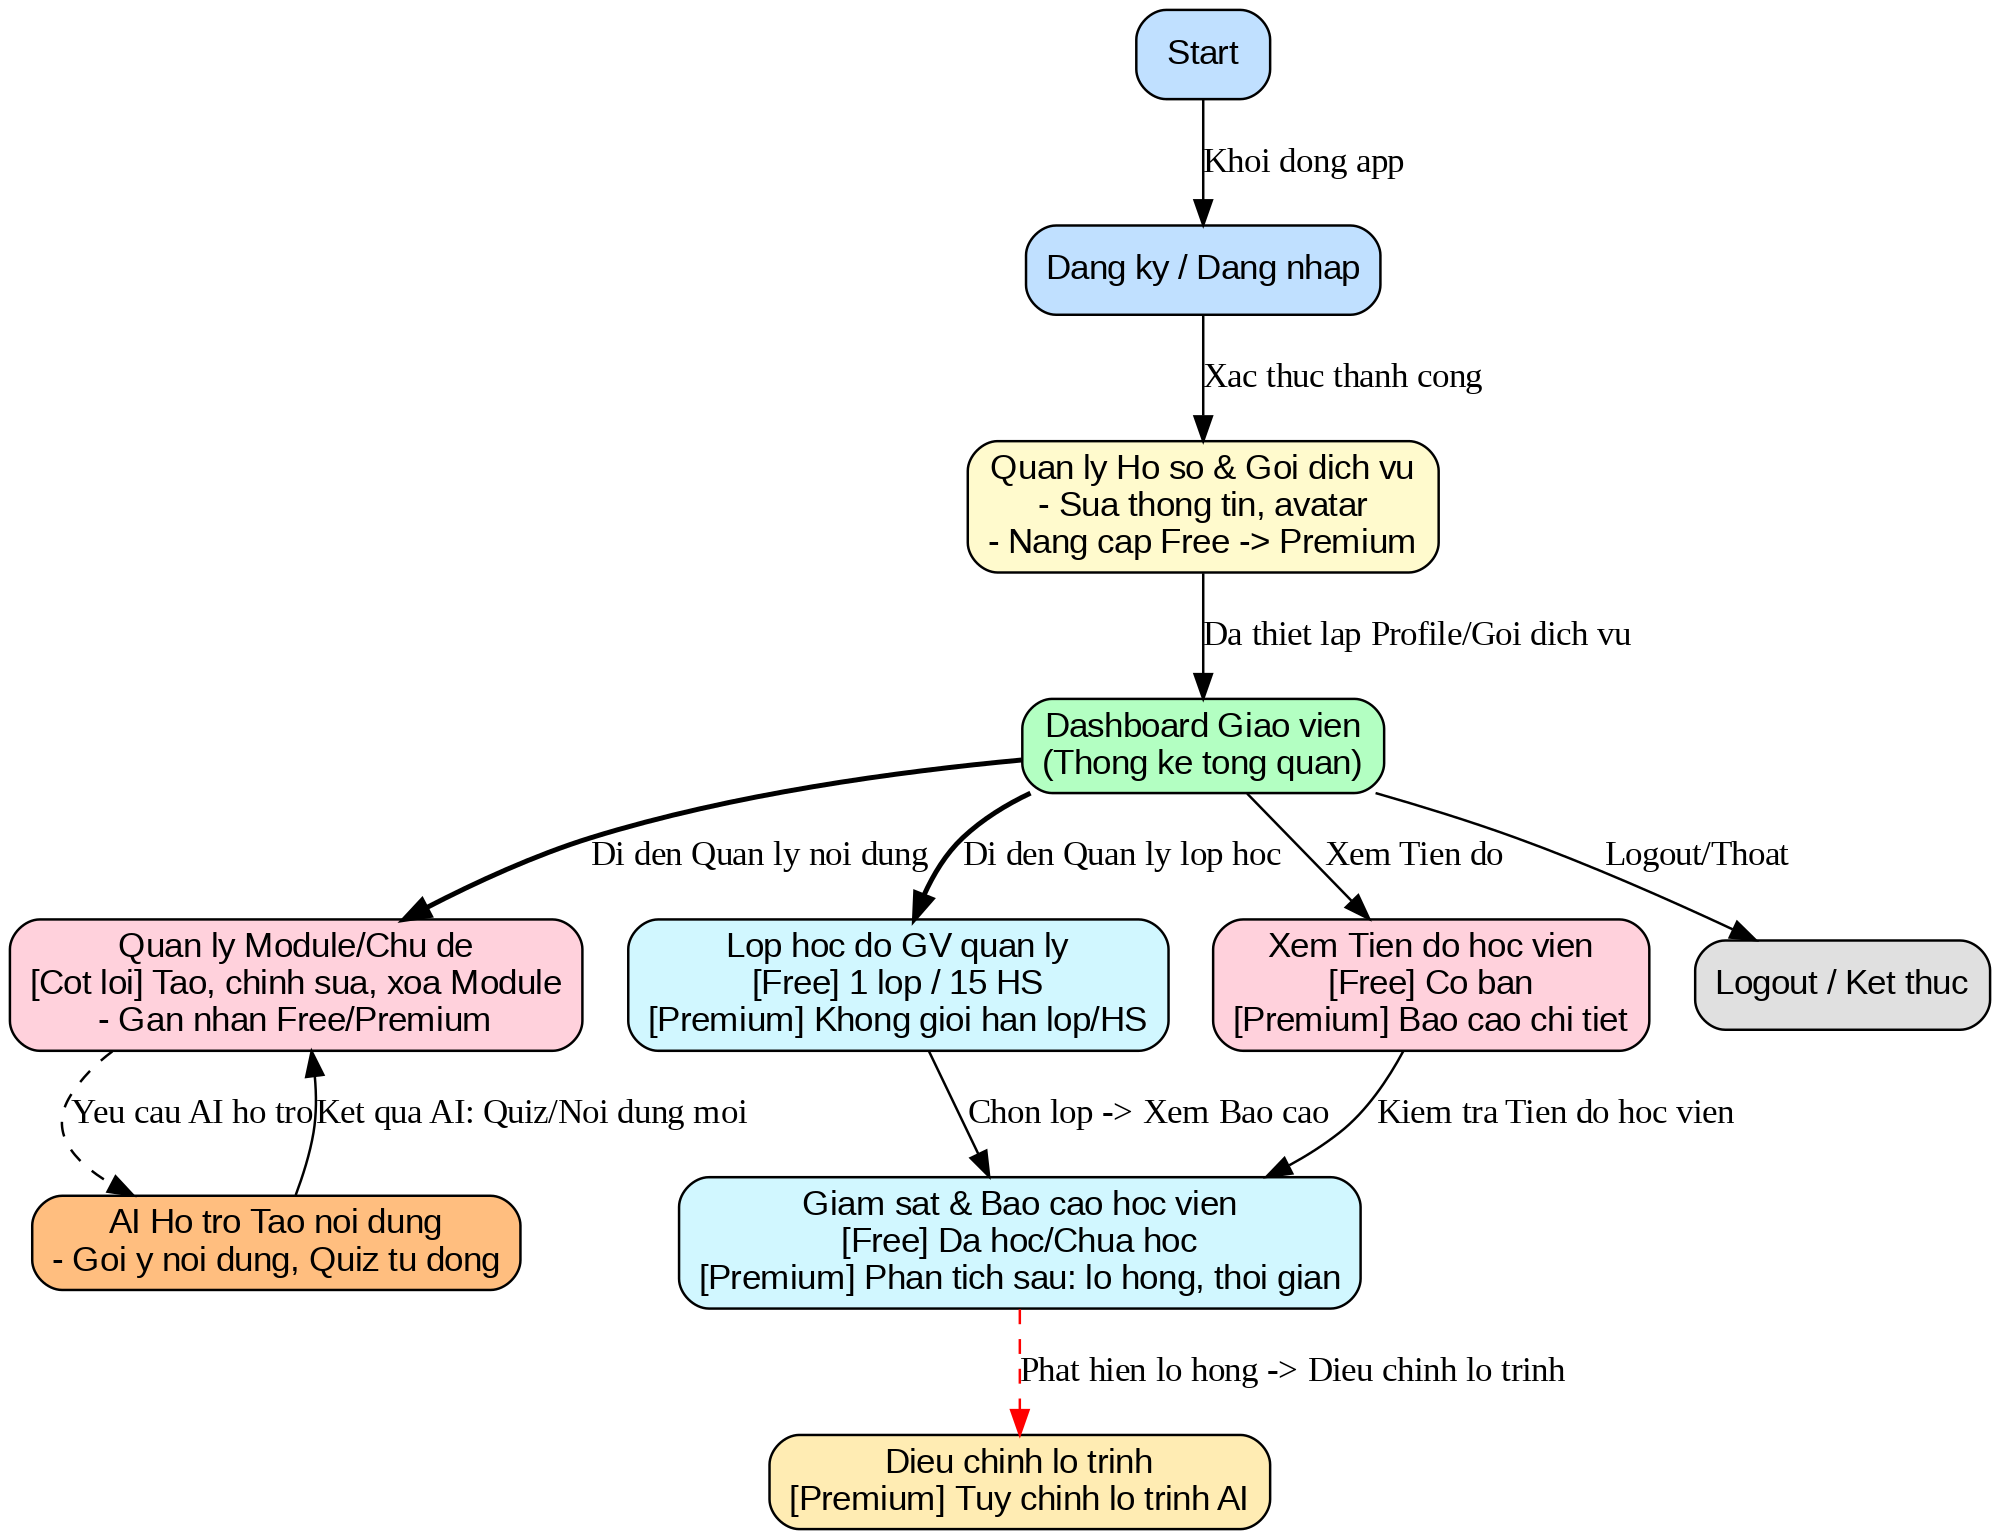 Start
Khoi dong app
Dang ky / Dang nhap
Xac thuc thanh cong
Quan ly Ho so & Goi dich vu
- Sua thong tin, avatar
- Nang cap Free -> Premium
Da thiet lap Profile/Goi dich vu
Dashboard Giao vien
(Thong ke tong quan)
Di den Quan ly noi dung
Di den Quan ly lop hoc
Xem Tien do
Logout/Thoat
Quan ly Module/Chu de
[Cot loi] Tao, chinh sua, xoa Module
- Gan nhan Free/Premium
Lop hoc do GV quan ly
[Free] 1 lop / 15 HS
[Premium] Khong gioi han lop/HS
Xem Tien do hoc vien
[Free] Co ban
[Premium] Bao cao chi tiet
Logout / Ket thuc
Yeu cau AI ho tro
Ket qua AI: Quiz/Noi dung moi
Chon lop -> Xem Bao cao
Kiem tra Tien do hoc vien
AI Ho tro Tao noi dung
- Goi y noi dung, Quiz tu dong
Giam sat & Bao cao hoc vien
[Free] Da hoc/Chua hoc
[Premium] Phan tich sau: lo hong, thoi gian
Phat hien lo hong -> Dieu chinh lo trinh
Dieu chinh lo trinh
[Premium] Tuy chinh lo trinh AI